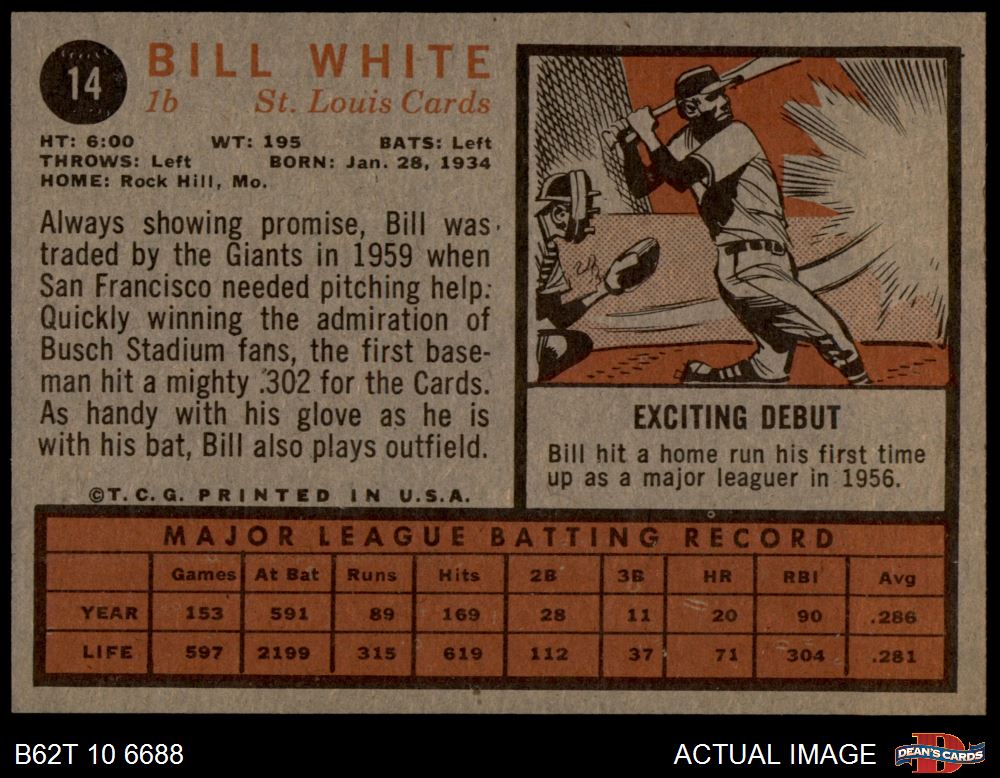 14
BILL WHITE
1b St. Louis Cards
HT: 6:00 WT: 195 BATS: Left
THROWS: Left BORN: Jan. 28, 1934
HOME: Rock Hill, Mo.
Always showing promise, Bill was
traded by the Giants in 1959 when
San Francisco needed pitching help.
Quickly winning the admiration of
Busch Stadium fans, the first base-
man hit a mighty .302 for the Cards.
As handy with his glove as he is
with his bat, Bill also plays outfield.
©T.C.G. PRINTED IN U.S.A.
EXCITING DEBUT
Bill hit a home run his first time
up as a major leaguer in 1956.
MAJOR LEAGUE BATTING RECORD
Games At Bat Runs Hits 2B 3B HR RBI Avg
YEAR 153 591 89 169 28 11 20 90 .286
LIFE 597 2199 315 619 112 37 71 304 .281
B62T 10 6688 ACTUAL IMAGE
DEAN'S CARDS